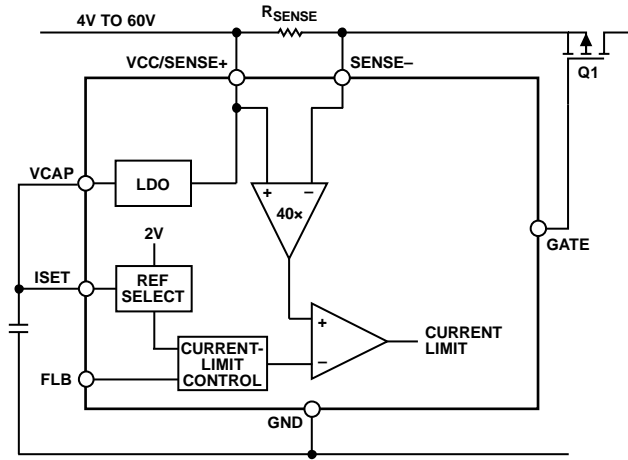 4V TO 60V
RSENSE
VCC/SENSE+
SENSE–
Q1
VCAP
LDO
+
–
40×
2V
GATE
ISET
REF
SELECT
+
–
CURRENT
LIMIT
CURRENT-
LIMIT
CONTROL
FLB
GND